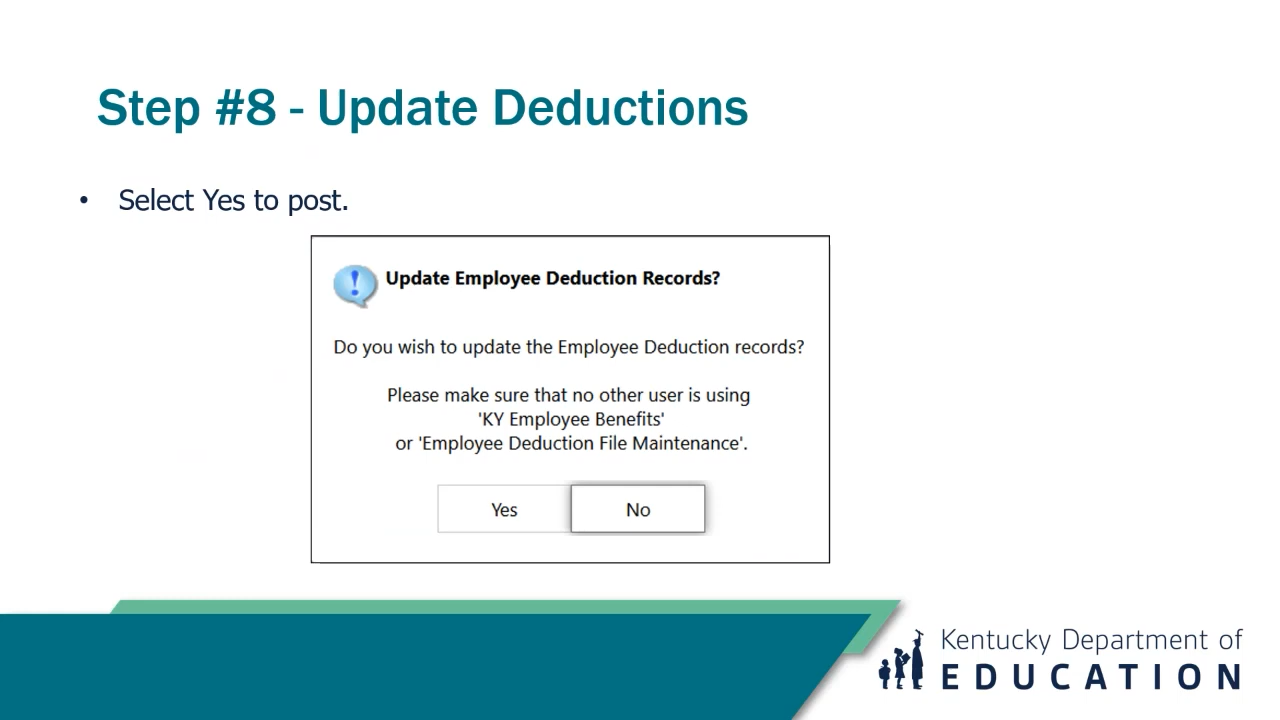 Step #8 - Update Deductions
• Select Yes to post.
Update Employee Deduction Records?
Do you wish to update the Employee Deduction records?
Please make sure that no other user is using
'KY Employee Benefits'
or 'Employee Deduction File Maintenance'.
Yes No
Kentucky Department of
EDUCATION